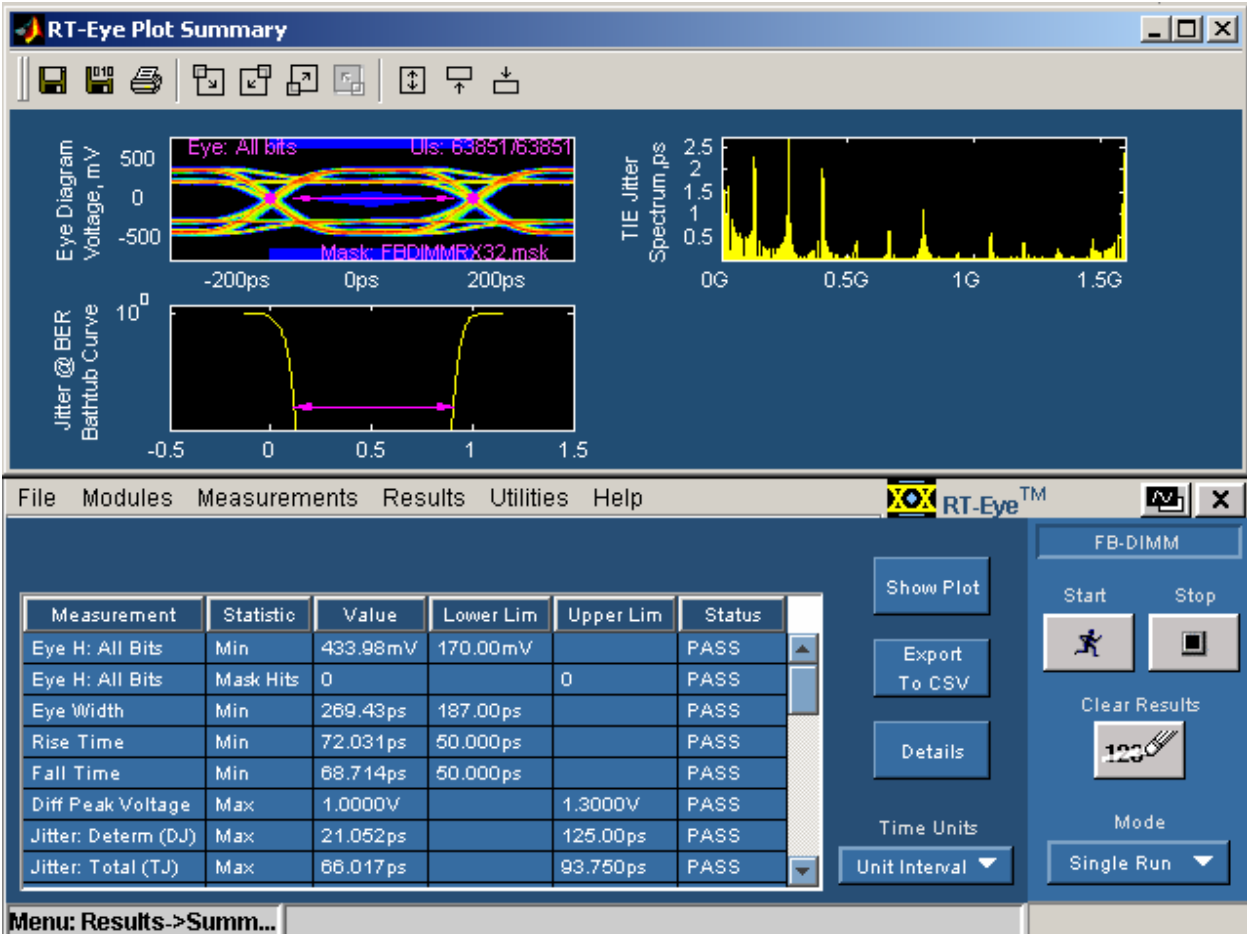 RT-Eye Plot Summary
Eye Diagram
Voltage, mV
500
0
-500
Eye: All bits
UIs: 63851/63851
Mask: FBDIMMRX32.msk
-200ps 0ps 200ps
TIE Jitter
Spectrum,ps
2.5
2
1.5
1
0.5
0G 0.5G 1G 1.5G
Jitter @ BER
Bathtub Curve
10^0
-0.5 0 0.5 1 1.5
File Modules Measurements Results Utilities Help
RT-Eye™
FB-DIMM
Measurement Statistic Value Lower Lim Upper Lim Status
Eye H: All Bits Min 433.98mV 170.00mV PASS
Eye H: All Bits Mask Hits 0 0 PASS
Eye Width Min 269.43ps 187.00ps PASS
Rise Time Min 72.031ps 50.000ps PASS
Fall Time Min 68.714ps 50.000ps PASS
Diff Peak Voltage Max 1.0000V 1.3000V PASS
Jitter: Determ (DJ) Max 21.052ps 125.00ps PASS
Jitter: Total (TJ) Max 66.017ps 93.750ps PASS
Show Plot
Export
To CSV
Details
Time Units
Unit Interval
Start Stop
Clear Results
123
Mode
Single Run
Menu: Results->Summ...